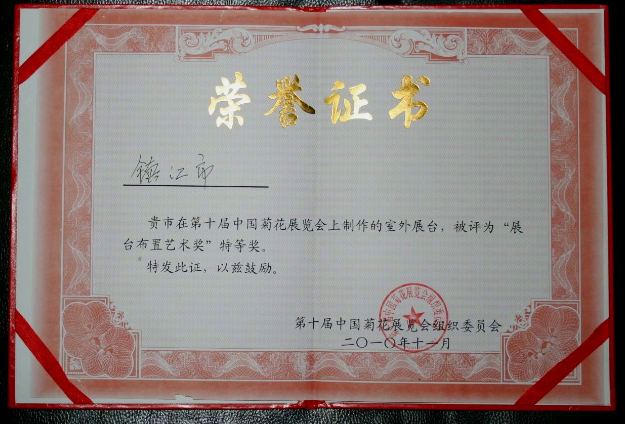 荣誉证书
镇江市
贵市在第十届中国菊花展览会上制作的室外展台，被评为“展
台布置艺术奖”特等奖。
特发此证，以兹鼓励。
第十届中国菊花展览会组织委员会
二〇一〇年十一月